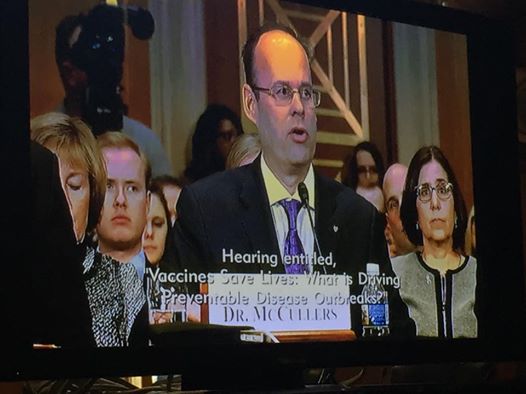 Hearing entitled,
"Vaccines Save Lives: What is Driving
Preventable Disease Outbreaks?"
DR. MCCULLERS